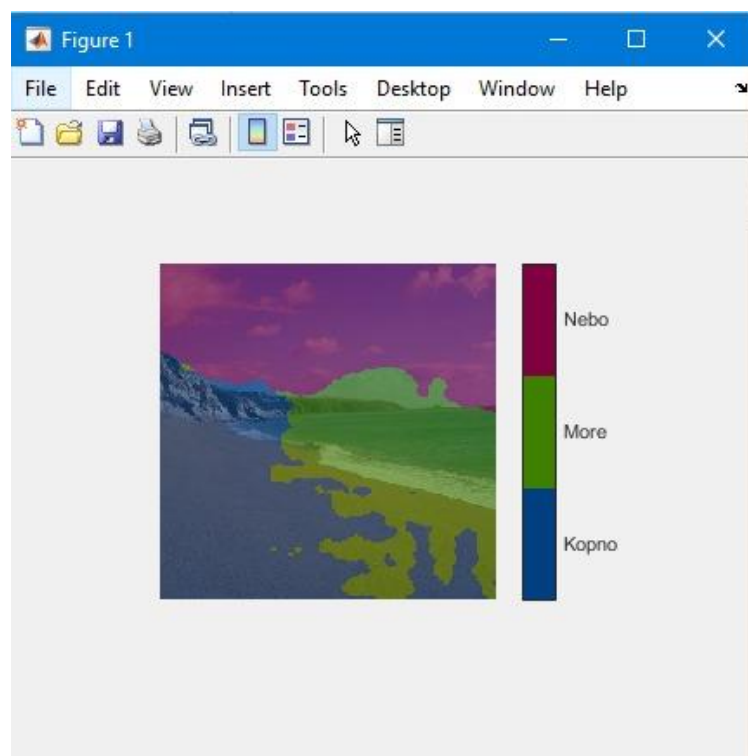 Figure 1
File Edit View Insert Tools Desktop Window Help
Nebo
More
Kopno